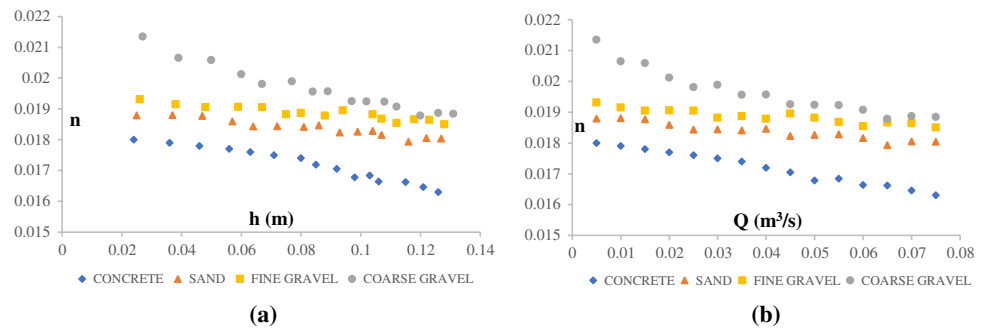 0.022
0.021
0.02
0.019
0.018
0.017
0.016
0.015
n
0 0.02 0.04 0.06 0.08 0.1 0.12 0.14
h (m)
CONCRETE SAND FINE GRAVEL COARSE GRAVEL
(a)
0.022
0.021
0.02
0.019
0.018
0.017
0.016
0.015
n
0 0.01 0.02 0.03 0.04 0.05 0.06 0.07 0.08
Q (m³/s)
CONCRETE SAND FINE GRAVEL COARSE GRAVEL
(b)